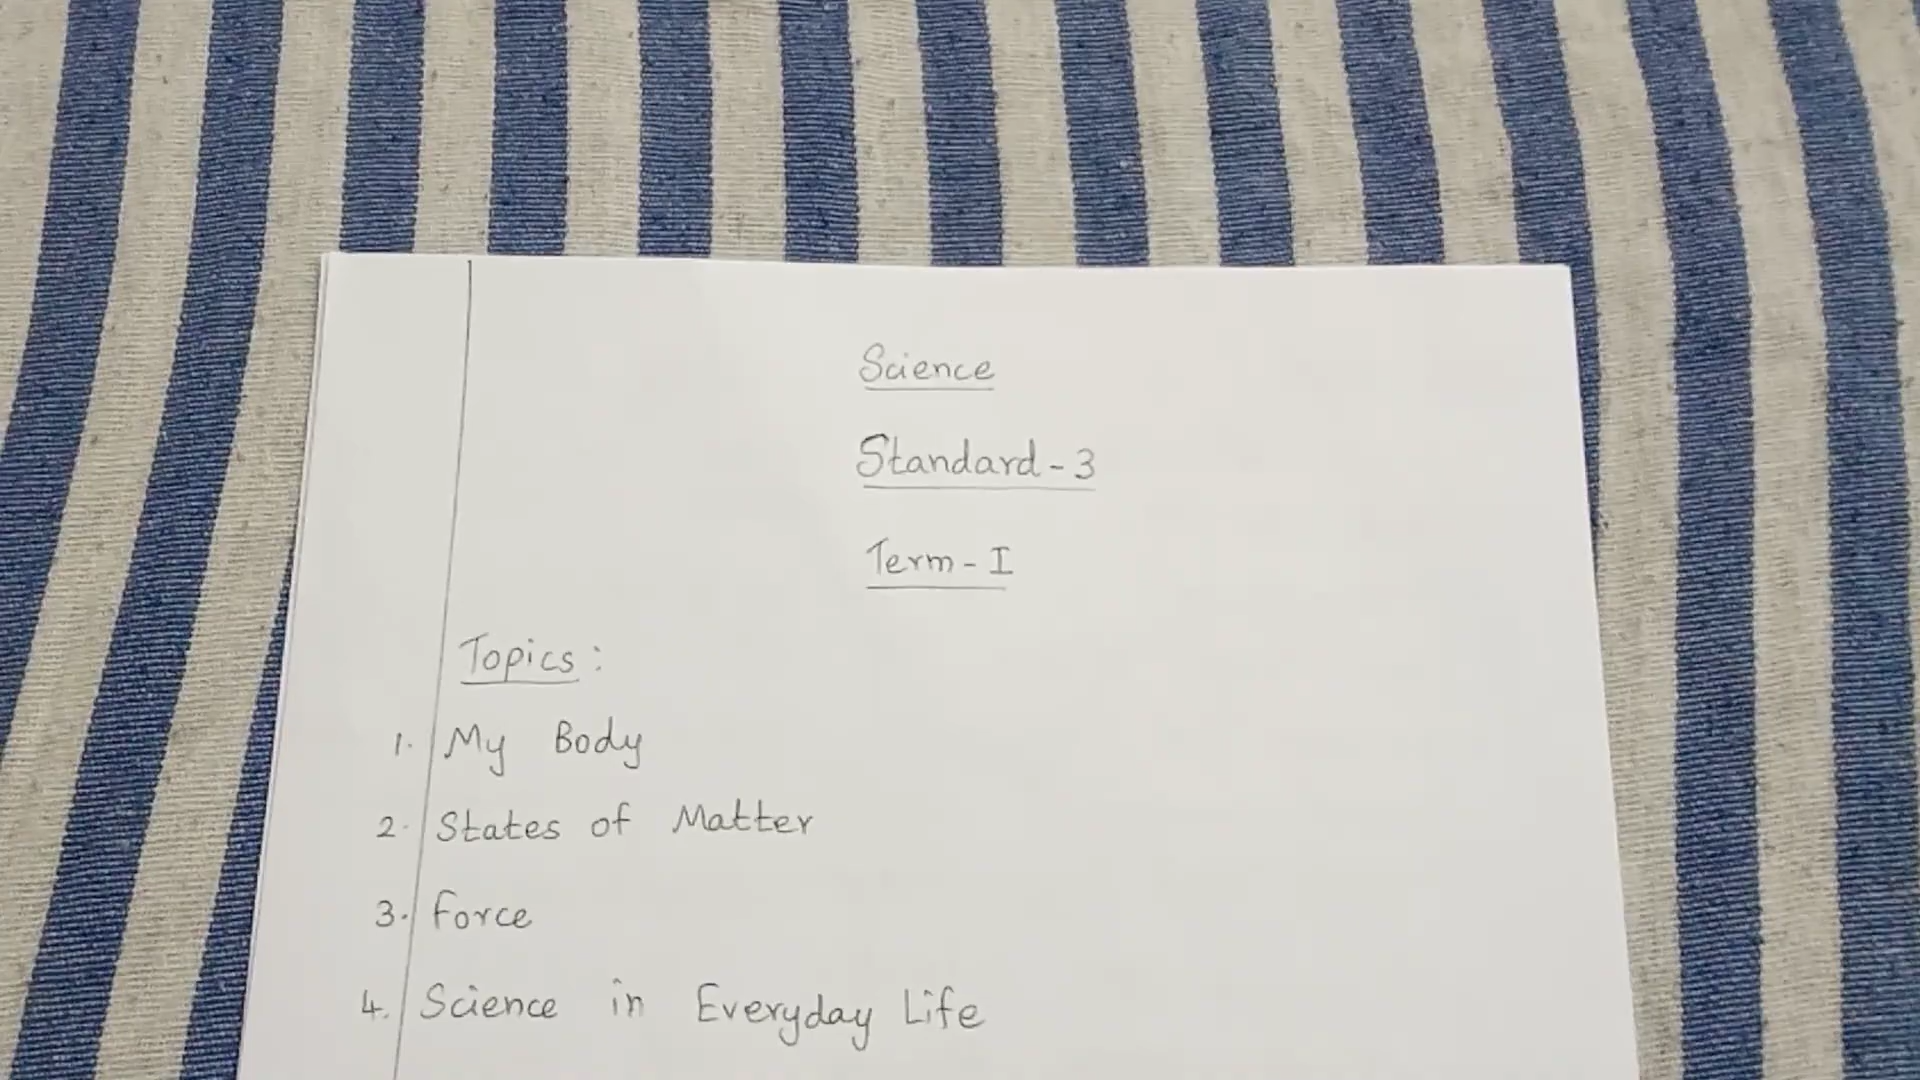 Science
Standard - 3
Term - I
Topics :
1. My Body
2. States of Matter
3. Force
4. Science in Everyday Life